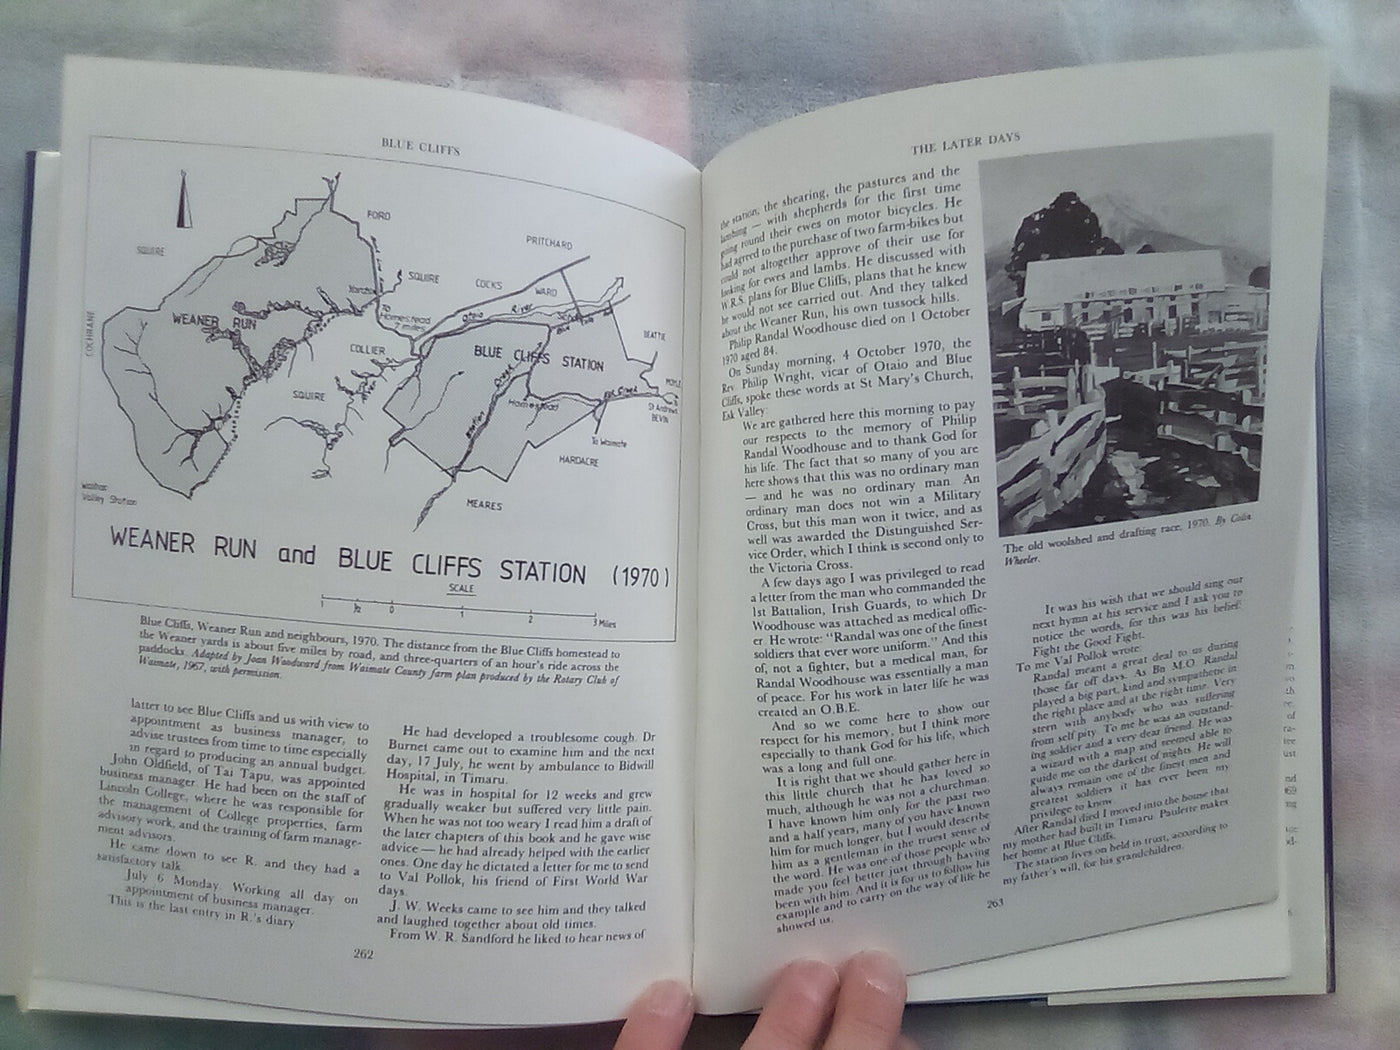 BLUE CLIFFS
FORD
SQUIRE
PRITCHARD
SQUIRE
COCKS
WARD
Yards
To
Homestead
7 miles
Otaio
River
WEANER RUN
COCHRANE
COLLIER
BLUE CLIFFS STATION
BEATTIE
SQUIRE
Creek
Homestead
MOYLE
To
St Andrews
BEVIN
To Waimate
HARDACRE
Waihao
Valley Station
MEARES
WEANER RUN and BLUE CLIFFS STATION (1970)
SCALE
1 ½ 0 1 2 3 Miles
Blue Cliffs, Weaner Run and neighbours, 1970. The distance from the Blue Cliffs homestead to
the Weaner yards is about five miles by road, and three-quarters of an hour's ride across the
paddocks. Adapted by Joan Woodward from Waimate County farm plan produced by the Rotary Club of
Waimate, 1967, with permission.
latter to see Blue Cliffs and us with view to
appointment as business manager, to
advise trustees from time to time especially
in regard to producing an annual budget.
John Oldfield, of Tai Tapu, was appointed
business manager. He had been on the staff of
Lincoln College, where he was responsible for
the management of College properties, farm
advisory work, and the training of farm manage-
ment advisors.
He came down to see R. and they had a
satisfactory talk.
July 6 Monday. Working all day on
appointment of business manager.
This is the last entry in R.'s diary
He had developed a troublesome cough. Dr
Burnet came out to examine him and the next
day, 17 July, he went by ambulance to Bidwill
Hospital, in Timaru.
He was in hospital for 12 weeks and grew
gradually weaker but suffered very little pain.
When he was not too weary I read him a draft of
the later chapters of this book and he gave wise
advice — he had already helped with the earlier
ones. One day he dictated a letter for me to send
to Val Pollok, his friend of First World War
days.
J. W. Weeks came to see him and they talked
and laughed together about old times.
From W. R. Sandford he liked to hear news of
262
THE LATER DAYS
the station, the shearing, the pastures and the
lambing — with shepherds for the first time
going round their ewes on motor bicycles. He
had agreed to the purchase of two farm-bikes but
could not altogether approve of their use for
looking for ewes and lambs. He discussed with
W.R.S. plans for Blue Cliffs, plans that he knew
he would not see carried out. And they talked
about the Weaner Run, his own tussock hills.
Philip Randal Woodhouse died on 1 October
1970 aged 84.
On Sunday morning, 4 October 1970, the
Rev. Philip Wright, vicar of Otaio and Blue
Cliffs, spoke these words at St Mary's Church,
Esk Valley:
We are gathered here this morning to pay
our respects to the memory of Philip
Randal Woodhouse and to thank God for
his life. The fact that so many of you are
here shows that this was no ordinary man
— and he was no ordinary man. An
ordinary man does not win a Military
Cross, but this man won it twice, and as
well was awarded the Distinguished Ser-
vice Order, which I think is second only to
the Victoria Cross.
A few days ago I was privileged to read
a letter from the man who commanded the
1st Battalion, Irish Guards, to which Dr
Woodhouse was attached as medical offic-
er. He wrote: "Randal was one of the finest
soldiers that ever wore uniform." And this
of, not a fighter, but a medical man, for
Randal Woodhouse was essentially a man
of peace. For his work in later life he was
created an O.B.E.
And so we come here to show our
respect for his memory, but I think more
especially to thank God for his life, which
was a long and full one.
It is right that we should gather here in
this little church that he has loved so
much, although he was not a churchman.
I have known him only for the past two
and a half years, many of you have known
him for much longer, but I would describe
him as a gentleman in the truest sense of
the word. He was one of those people who
made you feel better just through having
been with him. And it is for us to follow his
example and to carry on the way of life he
showed us.
The old woolshed and drafting race, 1970. By Colin
Wheeler.
It was his wish that we should sing our
next hymn at his service and I ask you to
notice the words, for this was his belief:
Fight the Good Fight.
To me Val Pollok wrote:
Randal meant a great deal to us during
those far off days. As Bn M.O. Randal
played a big part, kind and sympathetic in
the right place and at the right time. Very
stern with anybody who was suffering
from self pity. To me he was an outstand-
ing soldier and a very dear friend. He was
a wizard with a map and seemed able to
guide me on the darkest of nights. He will
always remain one of the finest men and
greatest soldiers it has ever been my
privilege to know.
After Randal died I moved into the house that
my mother had built in Timaru. Paulette makes
her home at Blue Cliffs.
The station lives on held in trust, according to
my father's will, for his grandchildren.
263